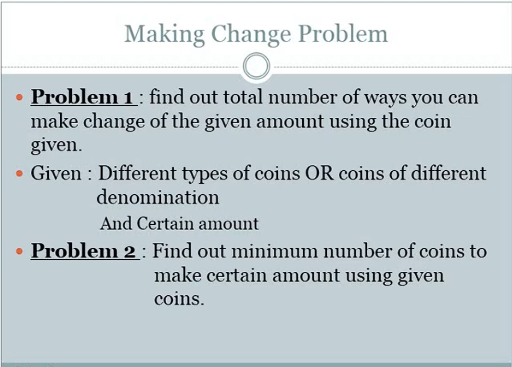 Making Change Problem
• Problem 1 : find out total number of ways you can
make change of the given amount using the coin
given.
• Given : Different types of coins OR coins of different
denomination
And Certain amount
• Problem 2 : Find out minimum number of coins to
make certain amount using given
coins.